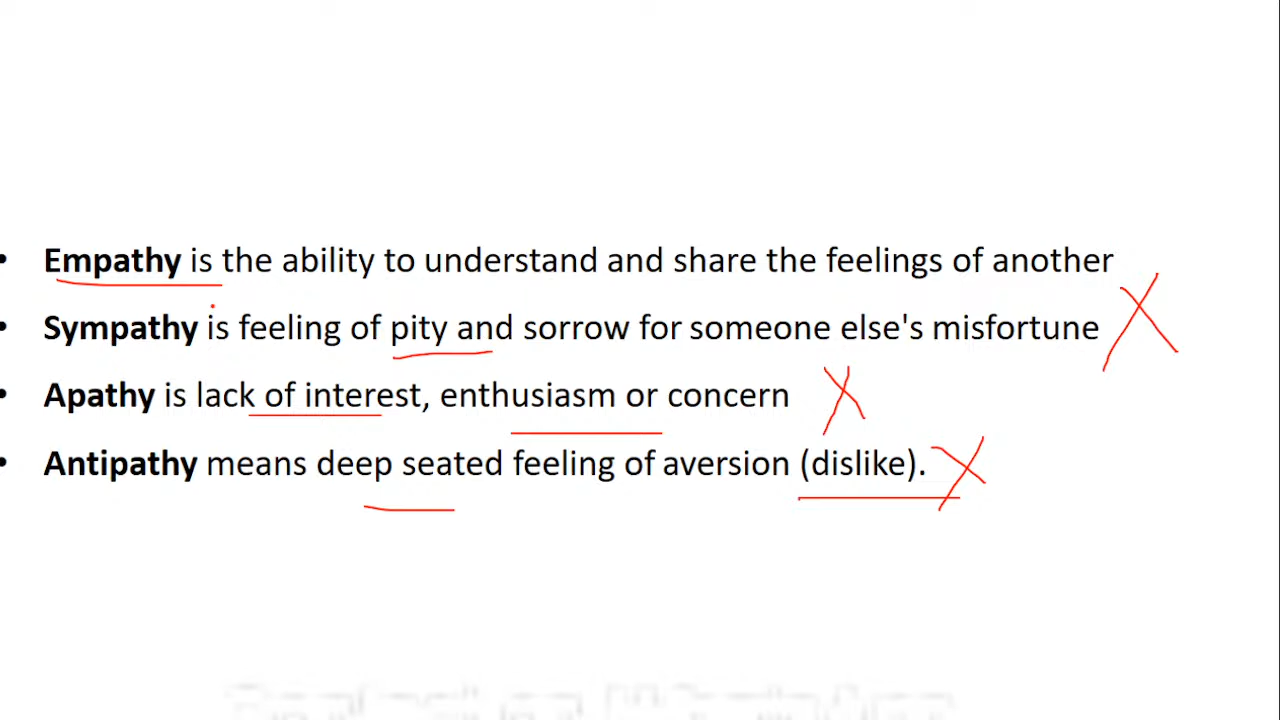 • Empathy is the ability to understand and share the feelings of another
• Sympathy is feeling of pity and sorrow for someone else's misfortune
• Apathy is lack of interest, enthusiasm or concern
• Antipathy means deep seated feeling of aversion (dislike).